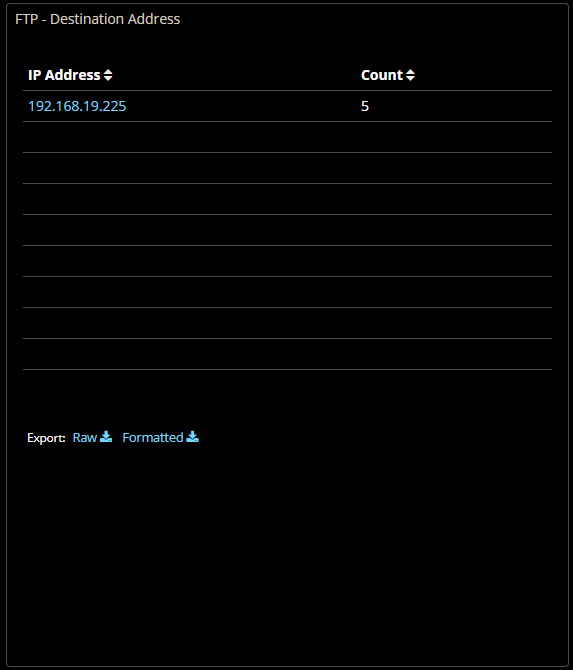 FTP - Destination Address
IP Address Count
192.168.19.225 5
Export: Raw Formatted